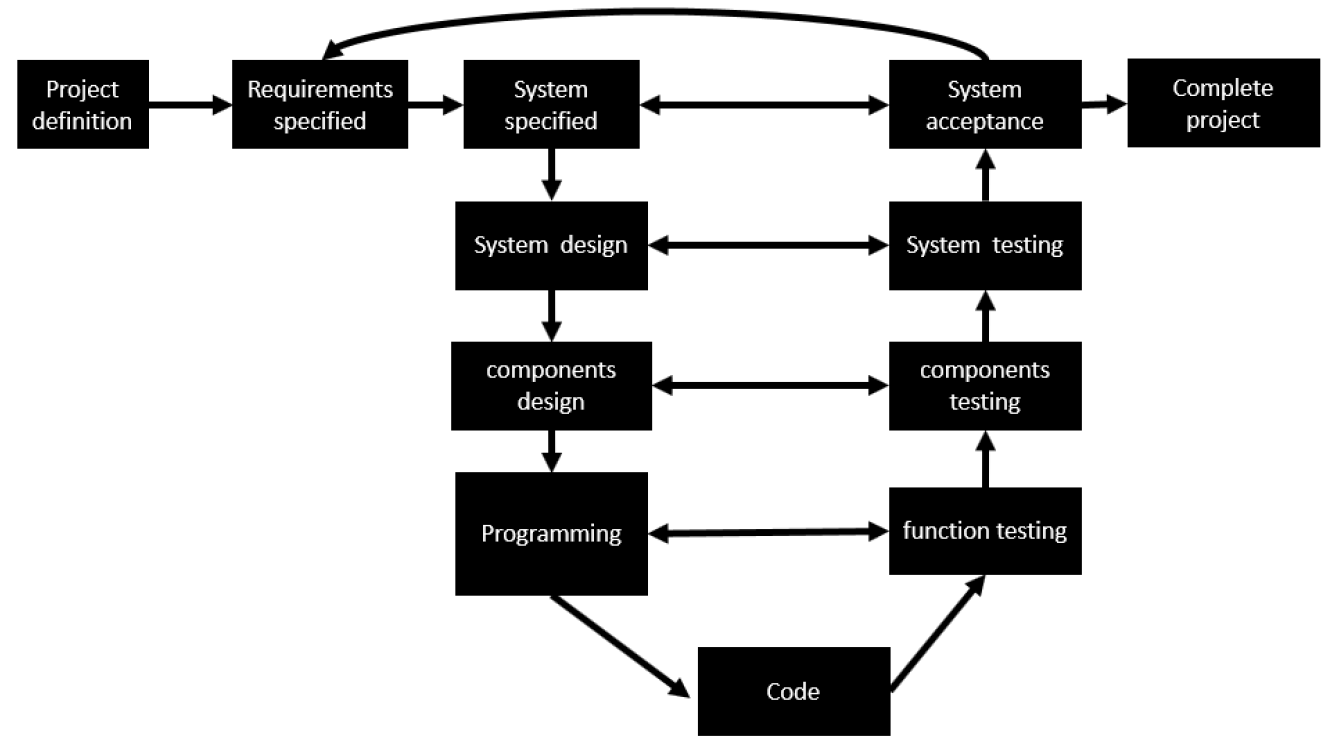 Project
definition
Requirements
specified
System
specified
System
acceptance
Complete
project
System  design
System  testing
components
design
components
testing
Programming
function testing
Code